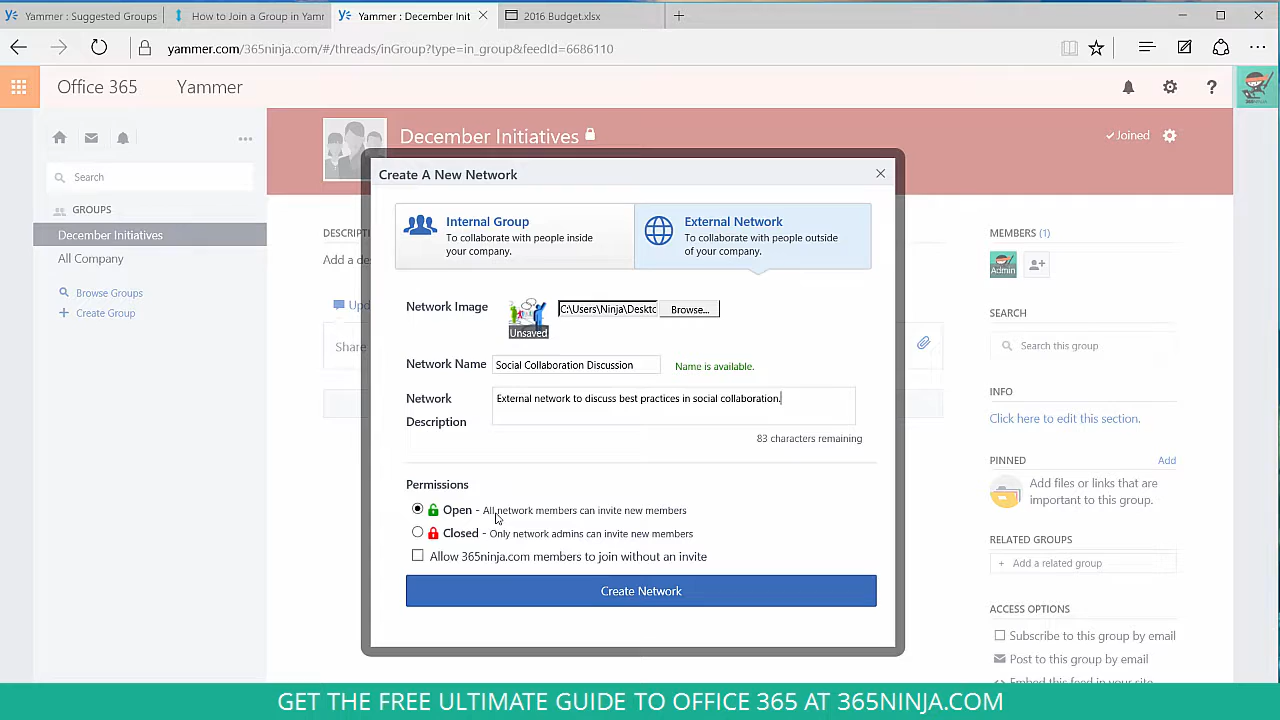 Yammer : Suggested Groups
How to Join a Group in Yamr
Yammer : December Init
2016 Budget.xlsx
yammer.com/365ninja.com/#/threads/inGroup?type=in_group&feedId=6686110
Office 365
Yammer
?
365NINJA
December Initiatives
Joined
Search
GROUPS
December Initiatives
All Company
Browse Groups
+ Create Group
DESCRIPTI
Add a de
Upd
Share
Create A New Network
Internal Group
To collaborate with people inside
your company.
External Network
To collaborate with people outside
of your company.
Network Image
Unsaved
C:\Users\Ninja\Deskto
Browse...
Network Name
Social Collaboration Discussion
Name is available.
Network
Description
External network to discuss best practices in social collaboration.
83 characters remaining
Permissions
Open - All network members can invite new members
Closed - Only network admins can invite new members
Allow 365ninja.com members to join without an invite
Create Network
MEMBERS (1)
Admin
SEARCH
Search this group
INFO
Click here to edit this section.
PINNED
Add
Add files or links that are
important to this group.
RELATED GROUPS
+ Add a related group
ACCESS OPTIONS
Subscribe to this group by email
Post to this group by email
Embed this feed in your site
GET THE FREE ULTIMATE GUIDE TO OFFICE 365 AT 365NINJA.COM